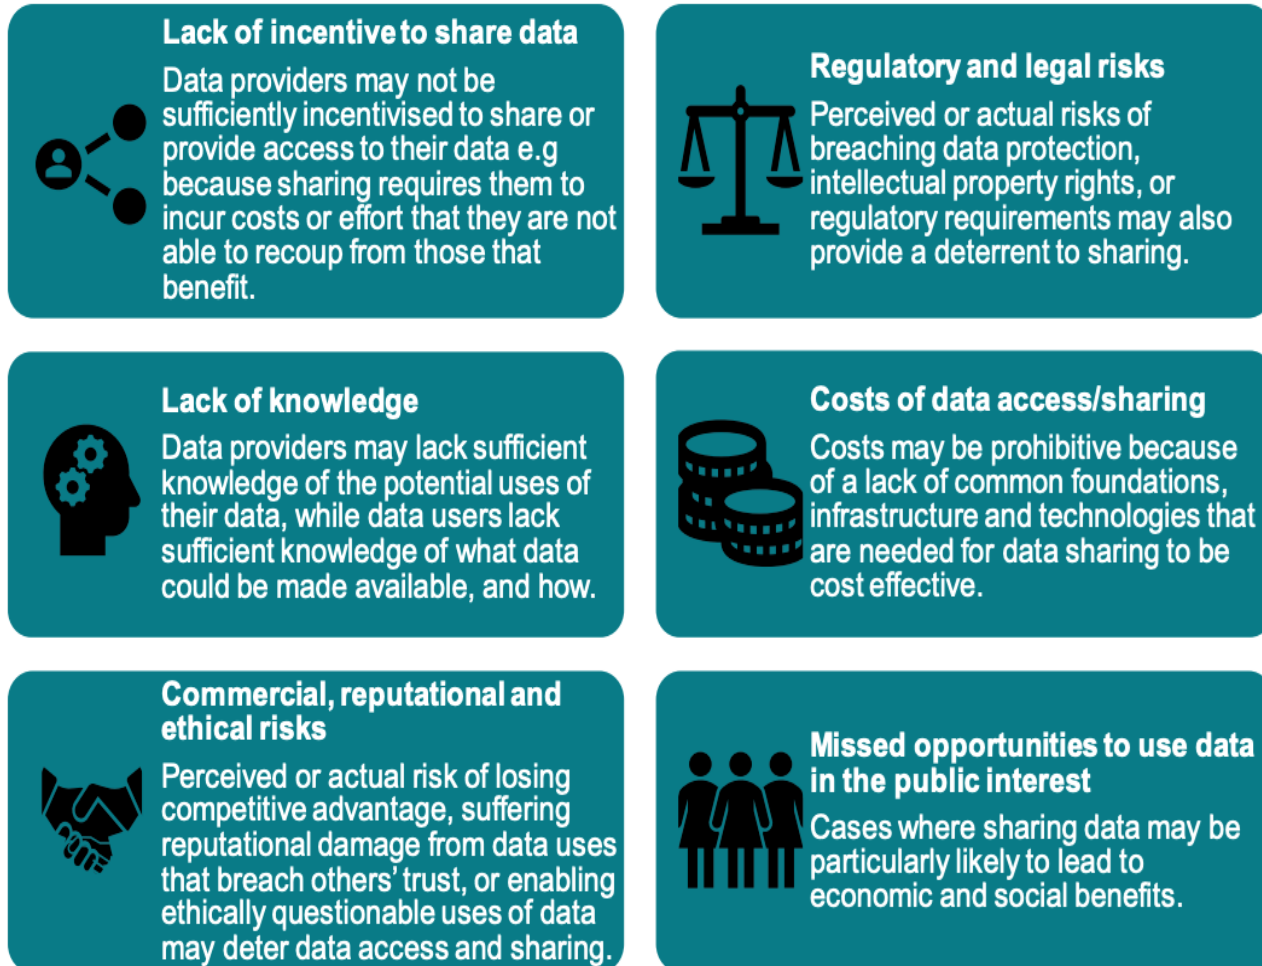 Lack of incentive to share data
Data providers may not be
sufficiently incentivised to share or
provide access to their data e.g
because sharing requires them to
incur costs or effort that they are not
able to recoup from those that
benefit.
Regulatory and legal risks
Perceived or actual risks of
breaching data protection,
intellectual property rights, or
regulatory requirements may also
provide a deterrent to sharing.
Lack of knowledge
Data providers may lack sufficient
knowledge of the potential uses of
their data, while data users lack
sufficient knowledge of what data
could be made available, and how.
Costs of data access/sharing
Costs may be prohibitive because
of a lack of common foundations,
infrastructure and technologies that
are needed for data sharing to be
cost effective.
Commercial, reputational and
ethical risks
Perceived or actual risk of losing
competitive advantage, suffering
reputational damage from data uses
that breach others’ trust, or enabling
ethically questionable uses of data
may deter data access and sharing.
Missed opportunities to use data
in the public interest
Cases where sharing data may be
particularly likely to lead to
economic and social benefits.